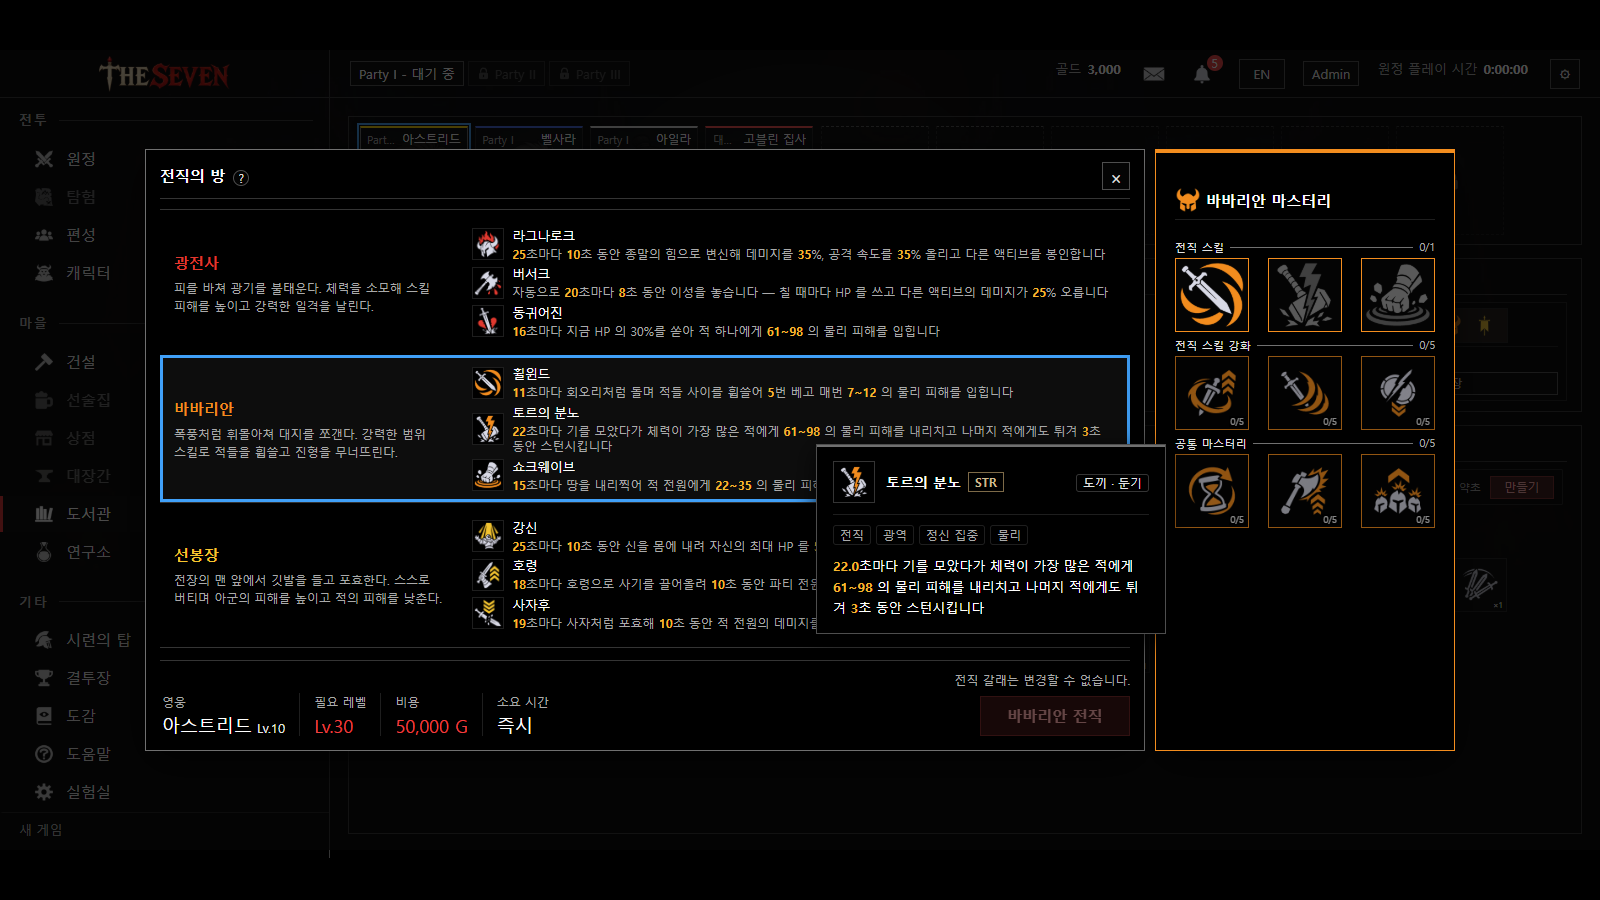 THE SEVEN
Party I - 대기 중
Party II
Party III
골드 3,000
5
EN
Admin
원정 플레이 시간 0:00:00
전투
원정
탐험
편성
캐릭터
마을
건설
선술집
상점
대장간
도서관
연구소
기타
시련의 탑
결투장
도감
도움말
실험실
새 게임
Part... 아스트리드
Party I 벨사라
Party I 아일라
대... 고블린 집사
전직의 방 ?
×
광전사
피를 바쳐 광기를 불태운다. 체력을 소모해 스킬
피해를 높이고 강력한 일격을 날린다.
라그나로크
25초마다 10초 동안 종말의 힘으로 변신해 데미지를 35%, 공격 속도를 35% 올리고 다른 액티브를 봉인합니다
버서크
자동으로 20초마다 8초 동안 이성을 놓습니다 — 칠 때마다 HP 를 쓰고 다른 액티브의 데미지가 25% 오릅니다
동귀어진
16초마다 지금 HP 의 30%를 쏟아 적 하나에게 61~98 의 물리 피해를 입힙니다
바바리안
폭풍처럼 휘몰아쳐 대지를 쪼갠다. 강력한 범위
스킬로 적들을 휩쓸고 진형을 무너뜨린다.
휠윈드
11초마다 회오리처럼 돌며 적들 사이를 휩쓸어 5번 베고 매번 7~12 의 물리 피해를 입힙니다
토르의 분노
22초마다 기를 모았다가 체력이 가장 많은 적에게 61~98 의 물리 피해를 내리치고 나머지 적에게도 튀겨 3초
동안 스턴시킵니다
쇼크웨이브
15초마다 땅을 내리찍어 적 전원에게 22~35 의 물리 피해
선봉장
전장의 맨 앞에서 깃발을 들고 포효한다. 스스로
버티며 아군의 피해를 높이고 적의 피해를 낮춘다.
강신
25초마다 10초 동안 신을 몸에 내려 자신의 최대 HP 를
호령
18초마다 호령으로 사기를 끌어올려 10초 동안 파티 전원
사자후
19초마다 사자처럼 포효해 10초 동안 적 전원의 데미지를
토르의 분노 STR 도끼 · 둔기
전직 광역 정신 집중 물리
22.0초마다 기를 모았다가 체력이 가장 많은 적에게
61~98 의 물리 피해를 내리치고 나머지 적에게도 튀
겨 3초 동안 스턴시킵니다
전직 갈래는 변경할 수 없습니다.
영웅
아스트리드 Lv.10
필요 레벨
Lv.30
비용
50,000 G
소요 시간
즉시
바바리안 전직
바바리안 마스터리
전직 스킬 0/1
전직 스킬 강화 0/5
0/5
0/5
0/5
공통 마스터리 0/5
0/5
0/5
0/5
약초
만들기
×1